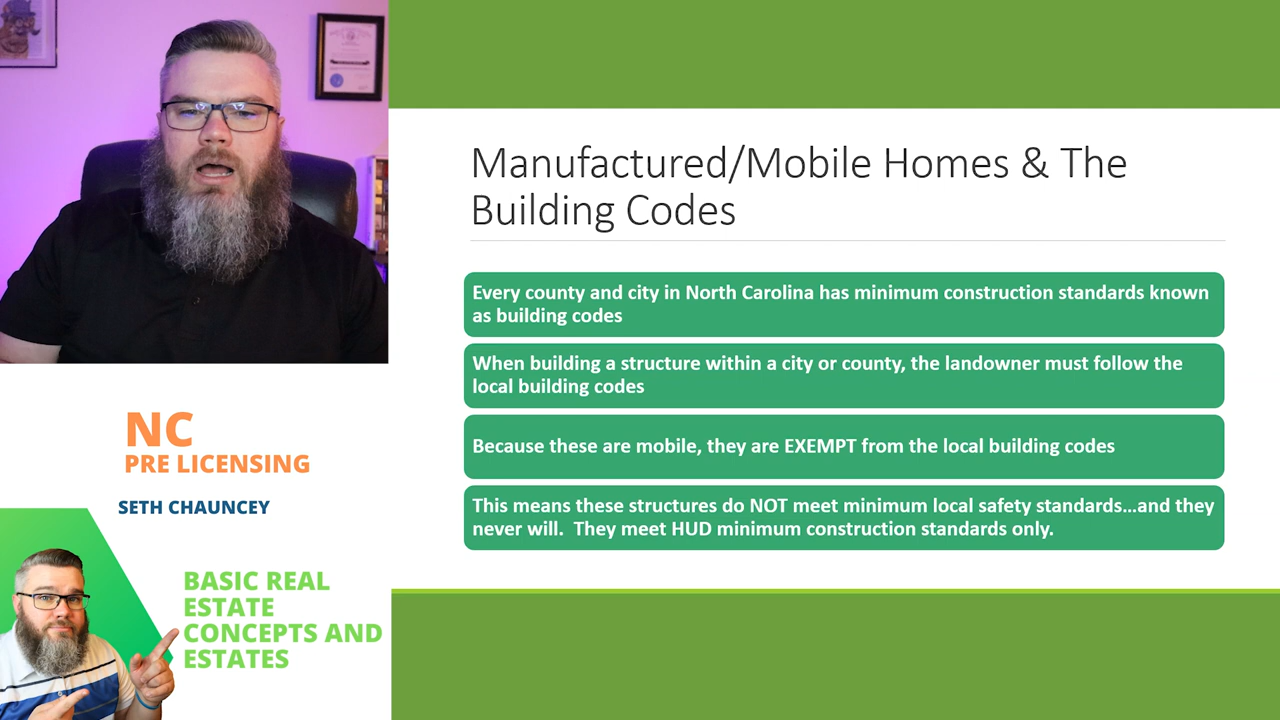 Manufactured/Mobile Homes & The
Building Codes
Every county and city in North Carolina has minimum construction standards known
as building codes
When building a structure within a city or county, the landowner must follow the
local building codes
Because these are mobile, they are EXEMPT from the local building codes
This means these structures do NOT meet minimum local safety standards…and they
never will.  They meet HUD minimum construction standards only.
NC
PRE LICENSING
SETH CHAUNCEY
BASIC REAL
ESTATE
CONCEPTS AND
ESTATES